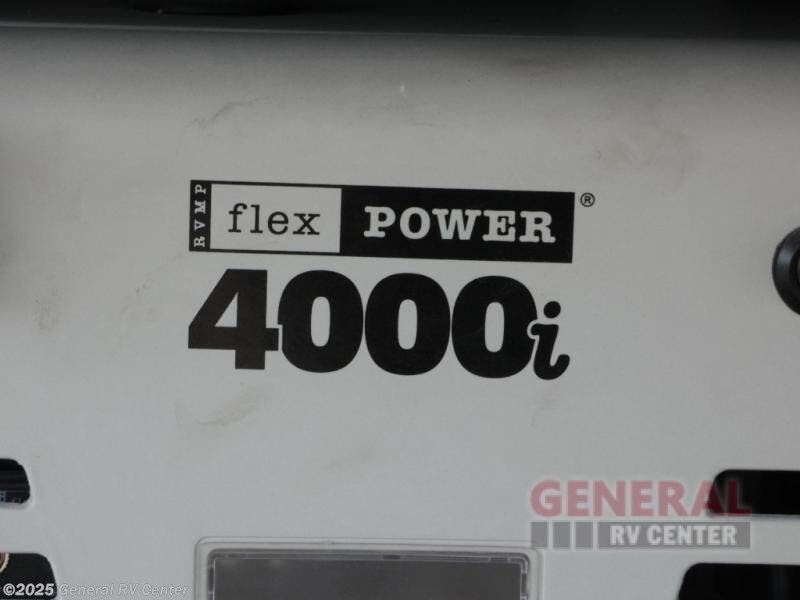 RVMP flex POWER ®
4000i
GENERAL
RV CENTER
©2025 General RV Center